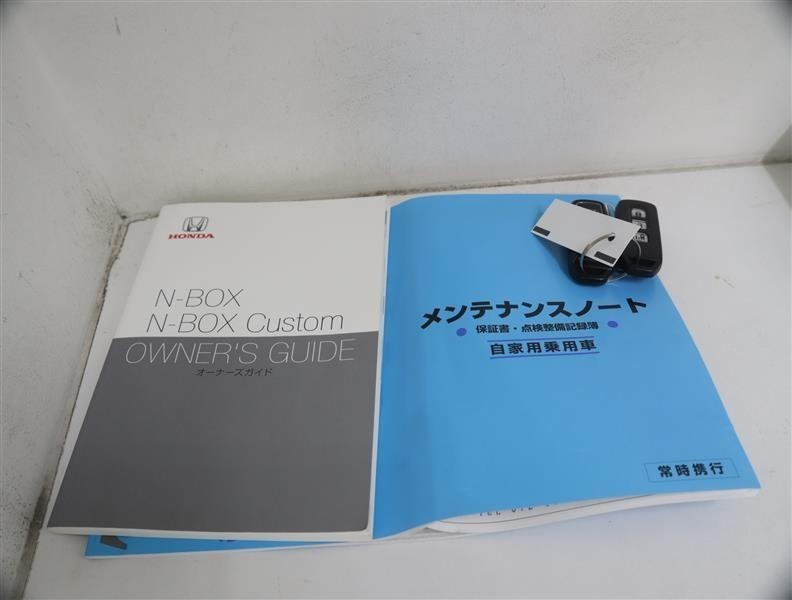 HONDA
N-BOX
N-BOX Custom
OWNER'S GUIDE
オーナーズガイド
メンテナンスノート
保証書・点検整備記録簿
自家用乗用車
常時携行